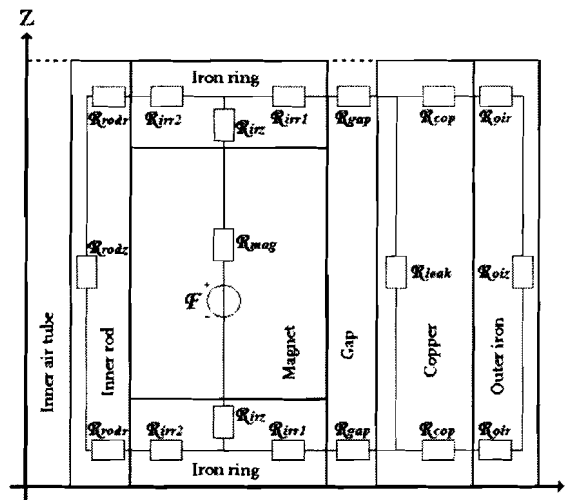 Z
Iron ring
Rrodr Rirr2 Rirz Rirr1 Rgap Rcop Roir
Rrodz Rmag Rleak Roiz
+
F
-
Inner air tube
Inner rod
Magnet
Gap
Copper
Outer iron
Rrodr Rirr2 Rirz Rirr1 Rgap Rcop Roir
Iron ring